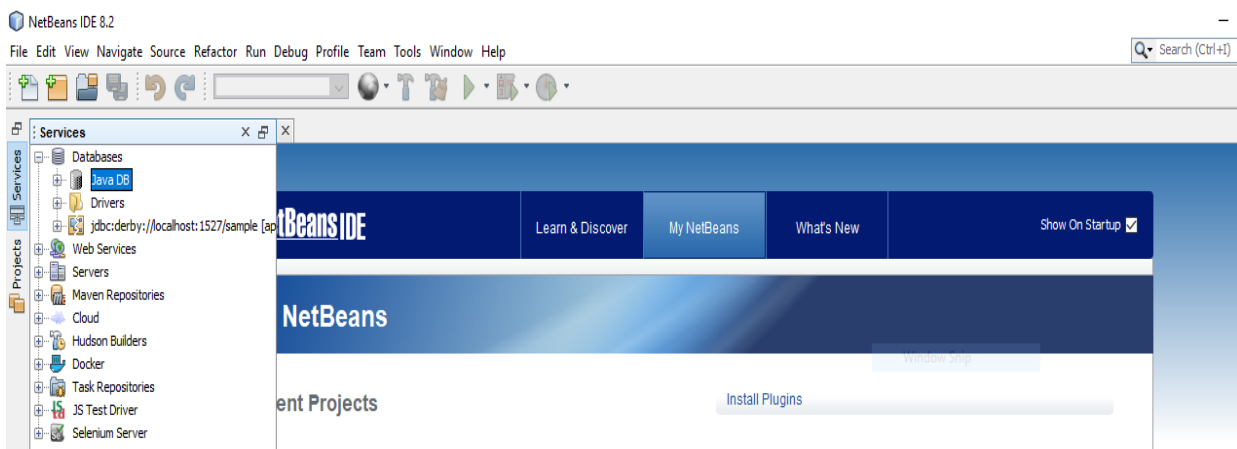 NetBeans IDE 8.2
File Edit View Navigate Source Refactor Run Debug Profile Team Tools Window Help
Search (Ctrl+I)
Services
Projects
Services
Databases
Java DB
Drivers
jdbc:derby://localhost:1527/sample [ap
Web Services
Servers
Maven Repositories
Cloud
Hudson Builders
Docker
Task Repositories
JS Test Driver
Selenium Server
tBeans IDE
Learn & Discover
My NetBeans
What's New
Show On Startup
NetBeans
Window Snip
ent Projects
Install Plugins